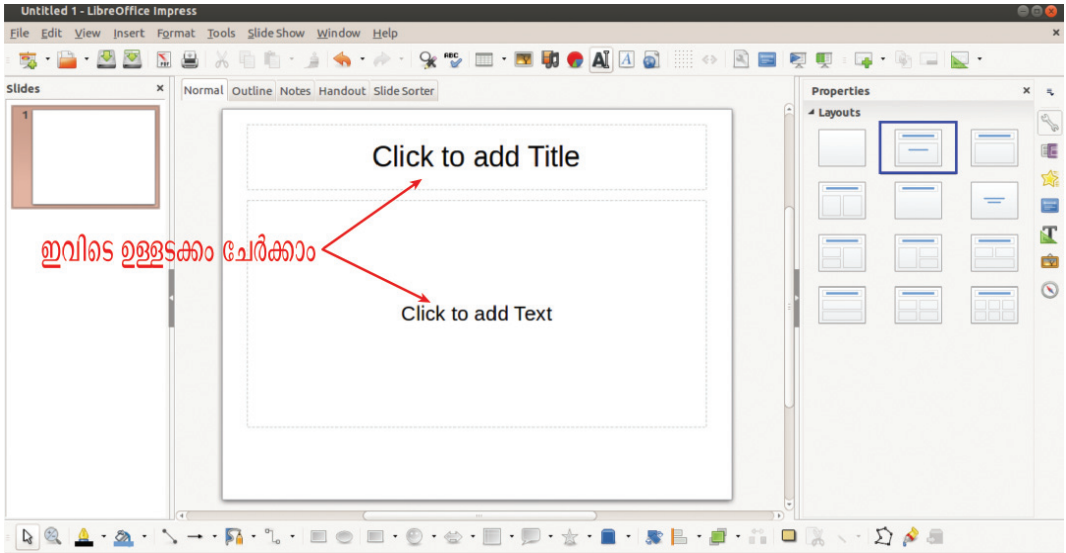 Untitled 1 - LibreOffice Impress
File Edit View Insert Format Tools Slide Show Window Help
Slides
Normal Outline Notes Handout Slide Sorter
Properties
Layouts
1
Click to add Title
ഇവിടെ ഉള്ളടക്കം ചേർക്കാം
Click to add Text